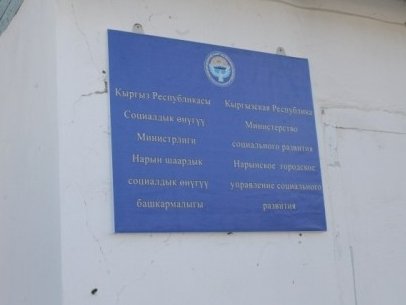 Кыргыз Республикасы
Социалдык өнүгүү
Министрлиги
Нарын шаардык
социалдык өнүгүү
башкармалыгы
Кыргызская Республика
Министерство
социального развития
Нарынское городское
управление социального
развития